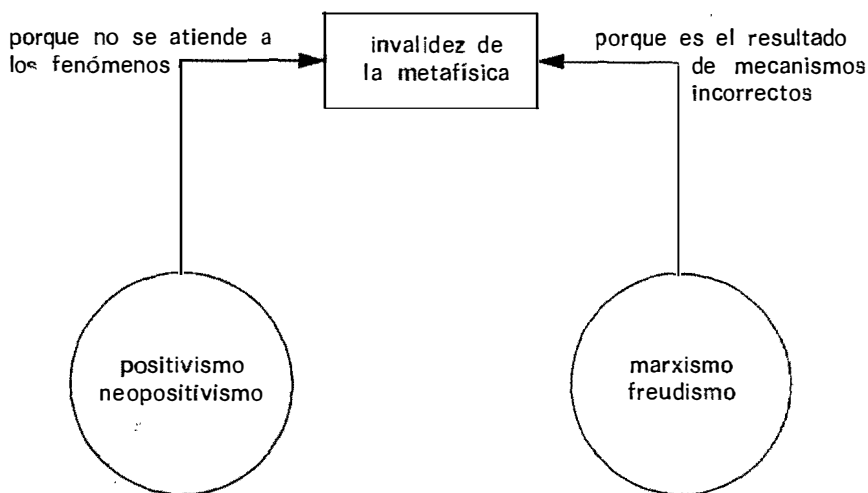 porque no se atiende a
los fenómenos
invalidez de
la metafísica
porque es el resultado
de mecanismos
incorrectos
positivismo
neopositivismo
marxismo
freudismo